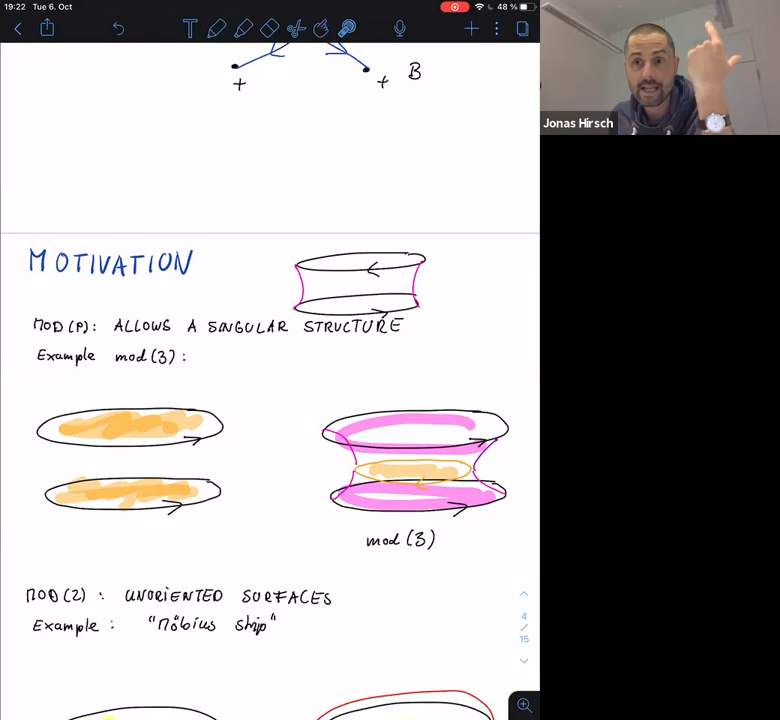 19:22 Tue 6. Oct
48 %
T
+ + B
Jonas Hirsch
MOTIVATION
MOD(P): ALLOWS A SINGULAR STRUCTURE
Example mod(3):
mod(3)
MOD(2): UNORIENTED SURFACES
Example: "Möbius strip"
4
/
15